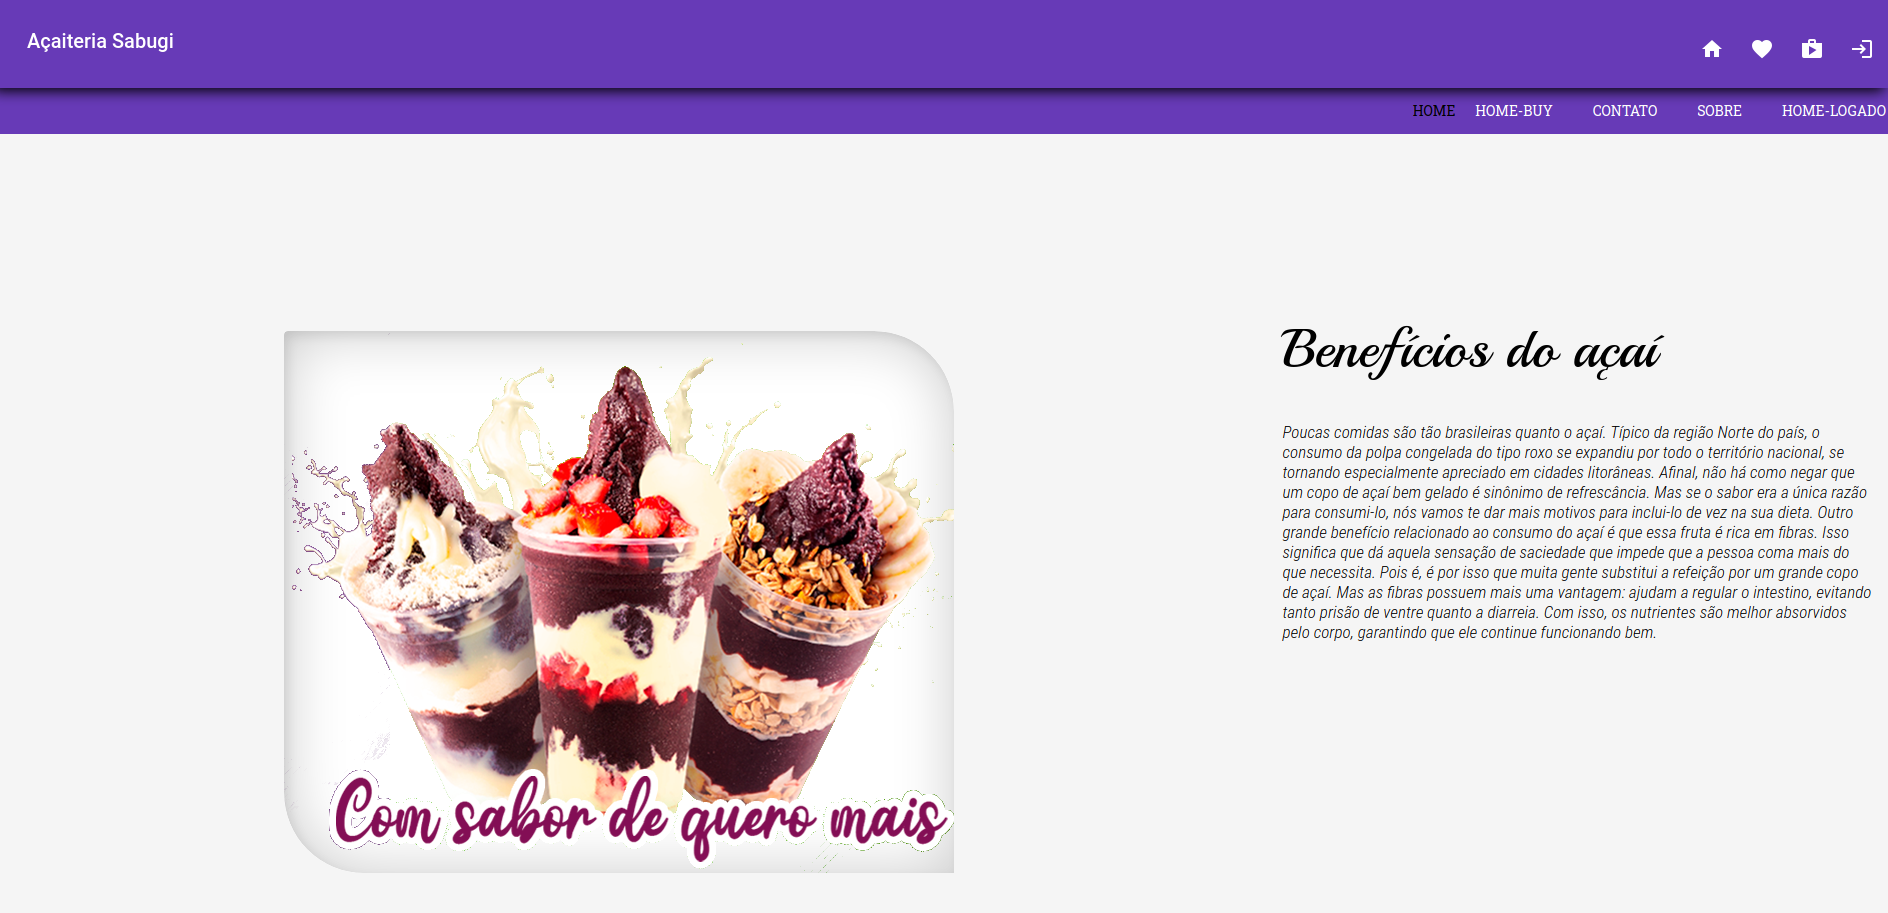 Açaiteria Sabugi
HOME HOME-BUY CONTATO SOBRE HOME-LOGADO
Benefícios do açaí
Poucas comidas são tão brasileiras quanto o açaí. Típico da região Norte do país, o
consumo da polpa congelada do tipo roxo se expandiu por todo o território nacional, se
tornando especialmente apreciado em cidades litorâneas. Afinal, não há como negar que
um copo de açaí bem gelado é sinônimo de refrescância. Mas se o sabor era a única razão
para consumi-lo, nós vamos te dar mais motivos para inclui-lo de vez na sua dieta. Outro
grande benefício relacionado ao consumo do açaí é que essa fruta é rica em fibras. Isso
significa que dá aquela sensação de saciedade que impede que a pessoa coma mais do
que necessita. Pois é, é por isso que muita gente substitui a refeição por um grande copo
de açaí. Mas as fibras possuem mais uma vantagem: ajudam a regular o intestino, evitando
tanto prisão de ventre quanto a diarreia. Com isso, os nutrientes são melhor absorvidos
pelo corpo, garantindo que ele continue funcionando bem.
Com sabor de quero mais